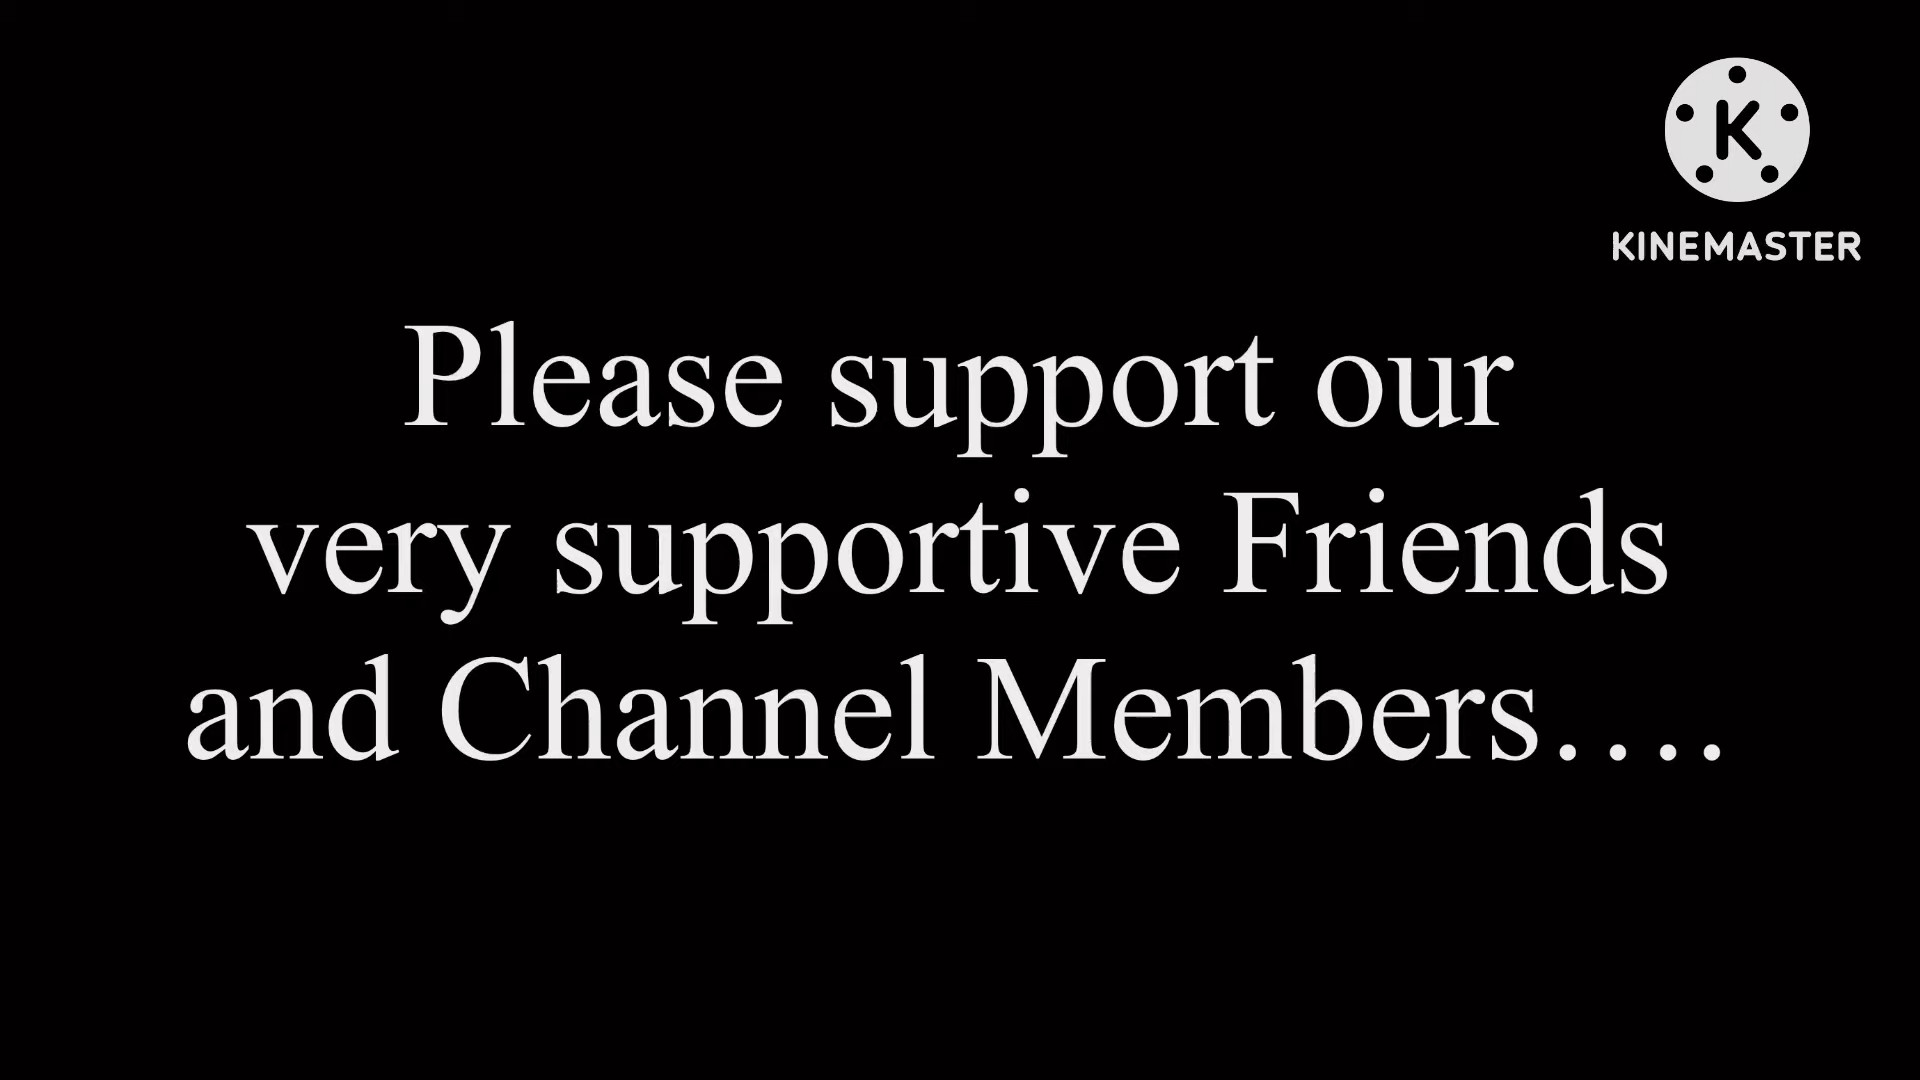 K
KINEMASTER
Please support our
very supportive Friends
and Channel Members....